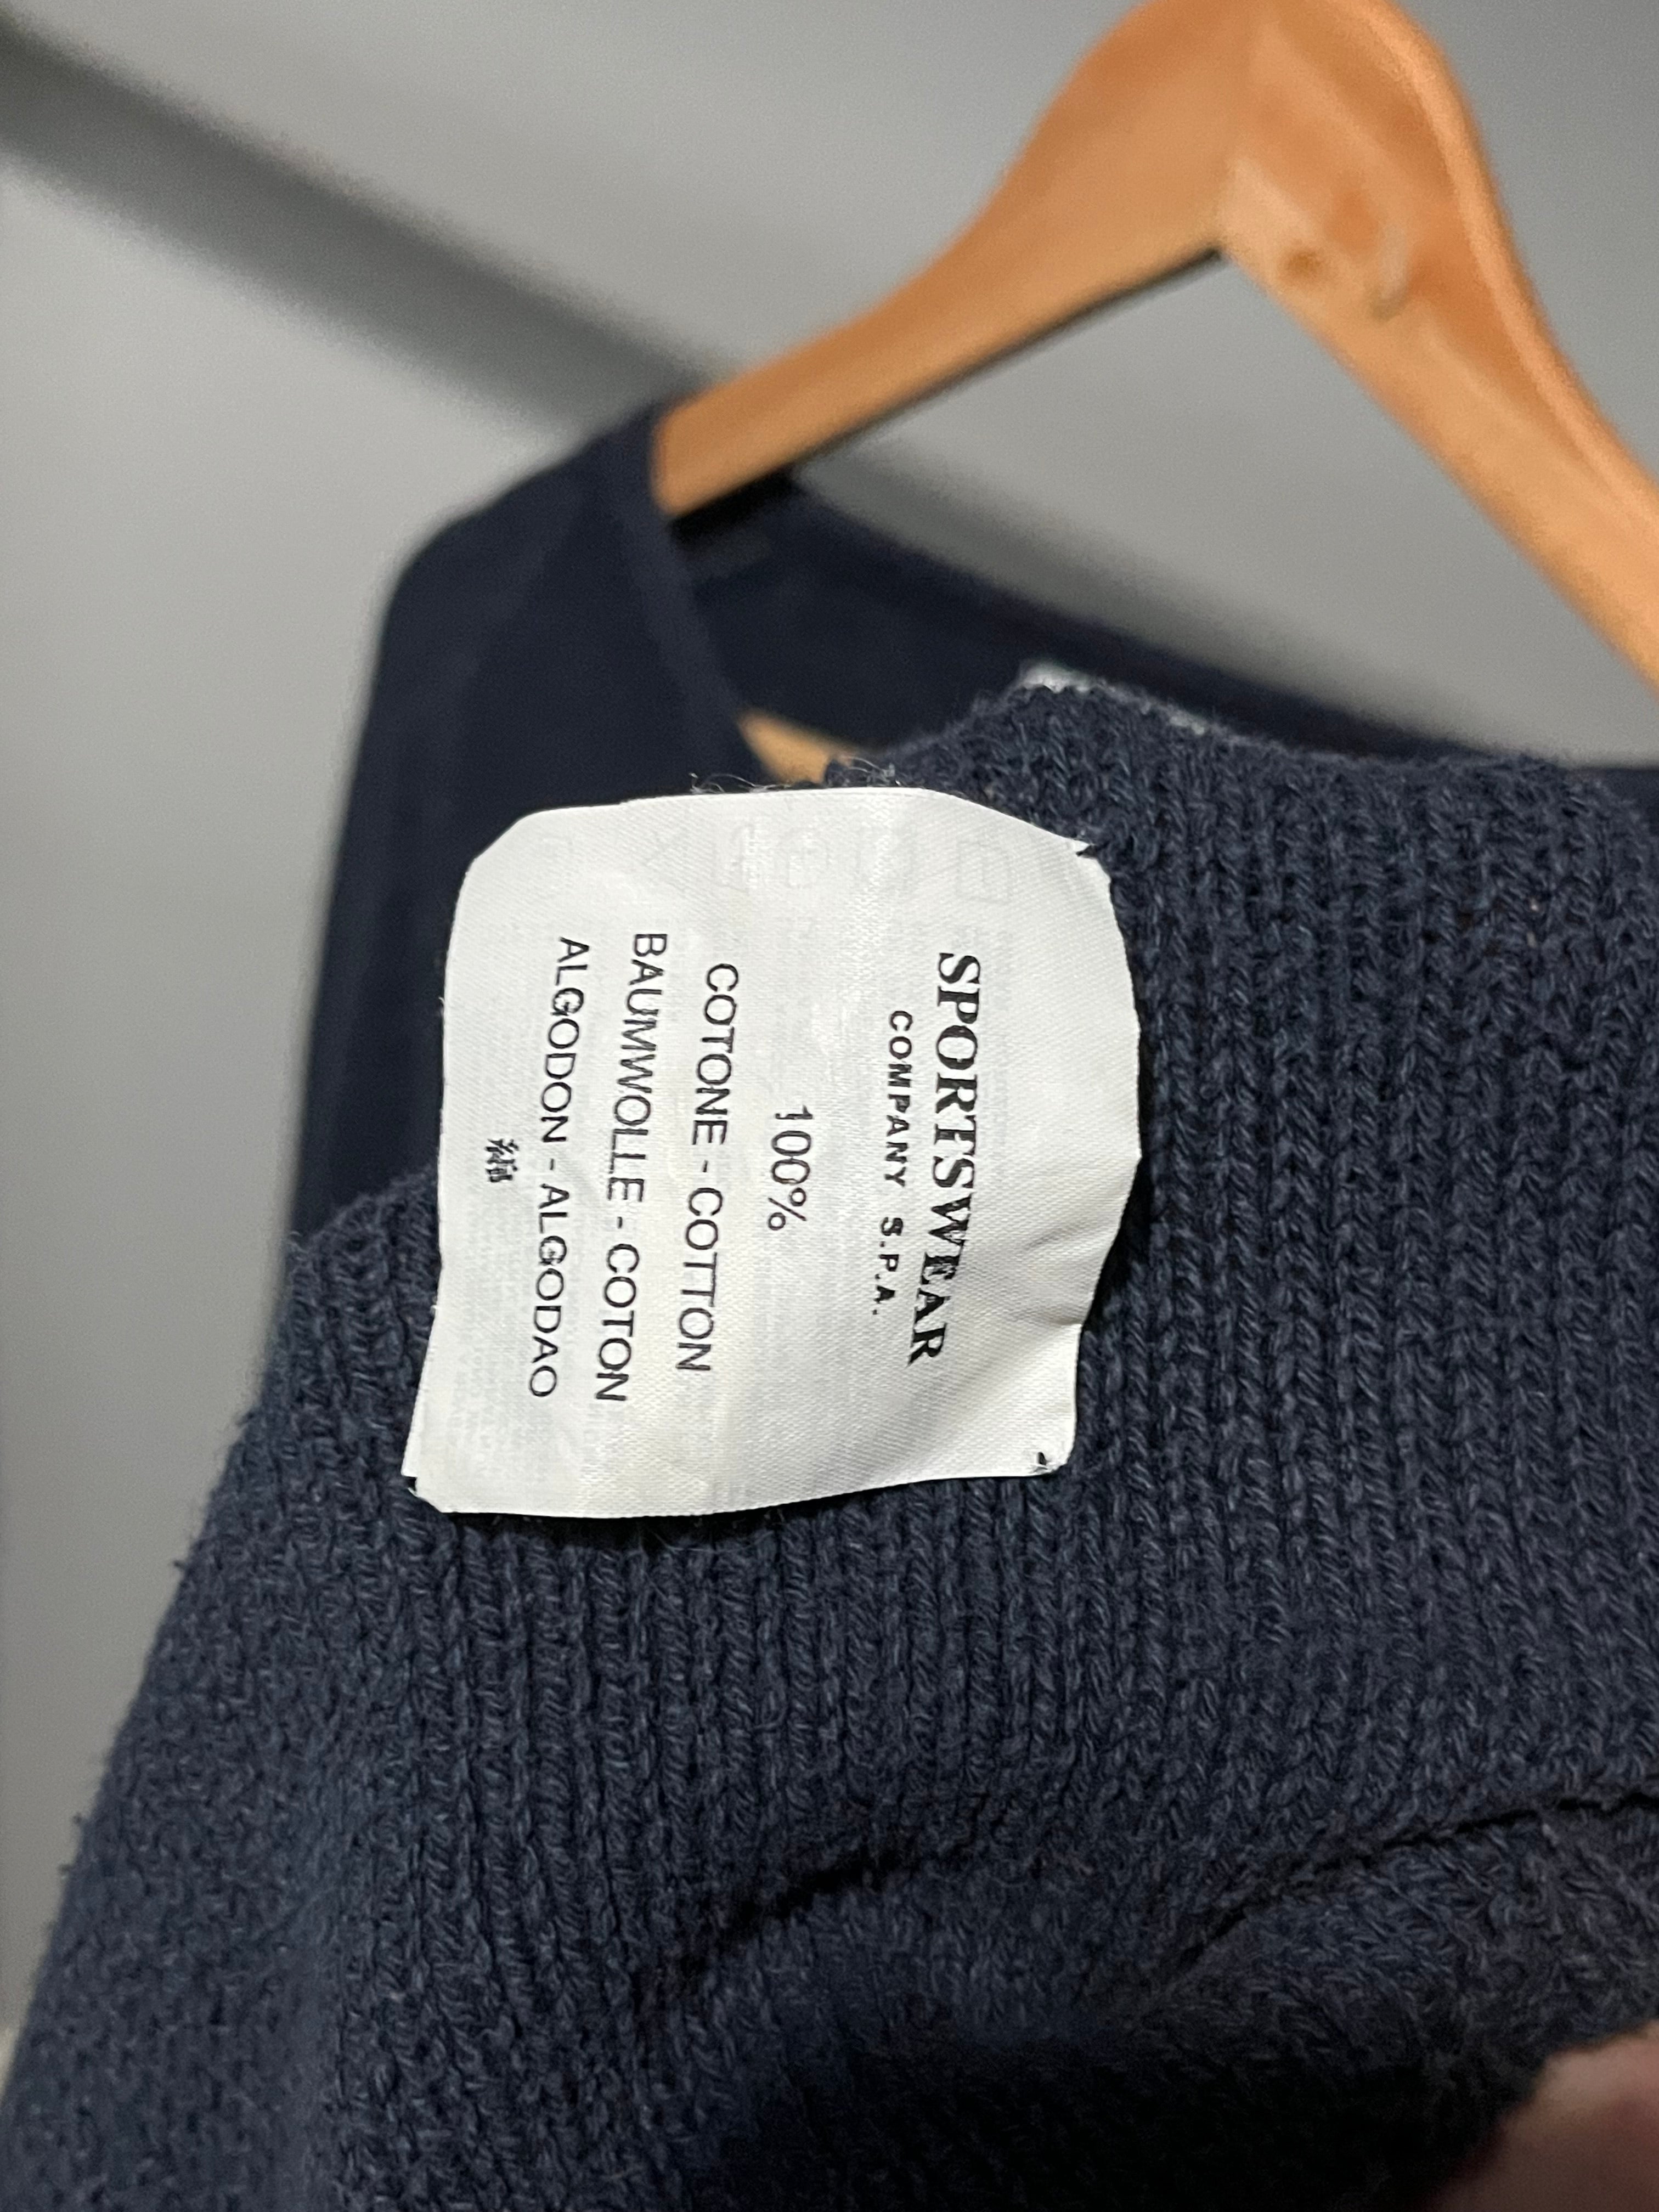 SPORTSWEAR
COMPANY S.P.A.
100%
COTONE - COTTON
BAUMWOLLE - COTON
ALGODON - ALGODAO
綿